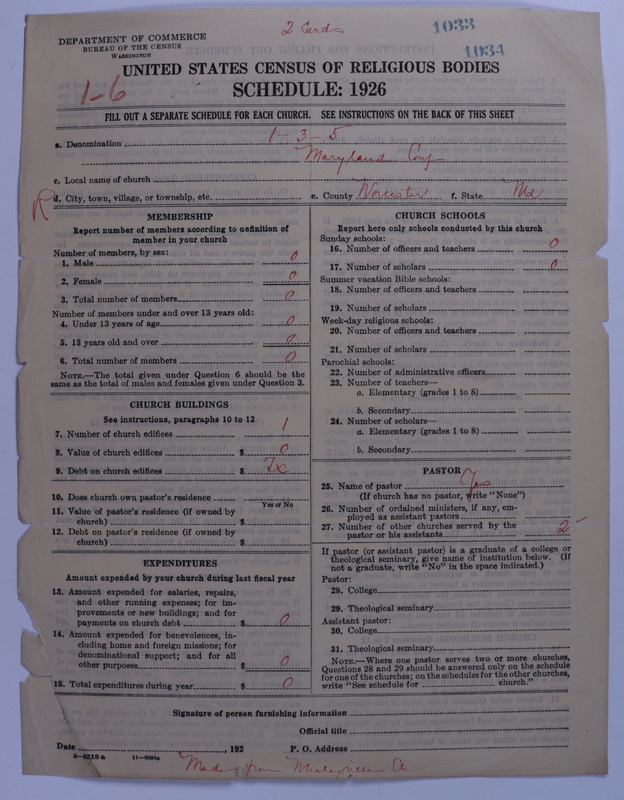 2 Cards
1033
1034
DEPARTMENT OF COMMERCE
BUREAU OF THE CENSUS
WASHINGTON
UNITED STATES CENSUS OF RELIGIOUS BODIES
1-6
SCHEDULE: 1926
FILL OUT A SEPARATE SCHEDULE FOR EACH CHURCH. SEE INSTRUCTIONS ON THE BACK OF THIS SHEET
a. Denomination 1-3-5
Maryland Conf
c. Local name of church
R d. City, town, village, or township, etc. e. County Worcester f. State Md
MEMBERSHIP
Report number of members according to definition of
member in your church
Number of members, by sex:
1. Male 0
2. Female 0
3. Total number of members 0
Number of members under and over 13 years old:
4. Under 13 years of age 0
5. 13 years old and over 0
6. Total number of members 0
NOTE.—The total given under Question 6 should be
same as the total of males and females given under Question 3.
CHURCH BUILDINGS
See instructions, paragraphs 10 to 12
7. Number of church edifices 1
8. Value of church edifices $ 0
9. Debt on church edifices $
10. Does church own pastor's residence
Yes or No
11. Value of pastor's residence (if owned by
church) $
12. Debt on pastor's residence (if owned by
church) $
EXPENDITURES
Amount expended by your church during last fiscal year
13. Amount expended for salaries, repairs,
and other running expenses; for im-
provements or new buildings; and for
payments on church debt $ 0
14. Amount expended for benevolences, in-
cluding home and foreign missions; for
denominational support; and for all
other purposes $ 0
15. Total expenditures during year $ 0
CHURCH SCHOOLS
Report here only schools conducted by this church
Sunday schools:
16. Number of officers and teachers 0
17. Number of scholars 0
Summer vacation Bible schools:
18. Number of officers and teachers
19. Number of scholars
Week-day religious schools:
20. Number of officers and teachers
21. Number of scholars
Parochial schools:
22. Number of administrative officers
23. Number of teachers—
a. Elementary (grades 1 to 8)
b. Secondary
24. Number of scholars—
a. Elementary (grades 1 to 8)
b. Secondary
PASTOR
25. Name of pastor Yes
(If church has no pastor, write "None")
26. Number of ordained ministers, if any, em-
ployed as assistant pastors
27. Number of other churches served by the
pastor or his assistants 2
If pastor (or assistant pastor) is a graduate of a college or
theological seminary, give name of institution below. (If
not a graduate, write "No" in the space indicated.)
Pastor:
28. College
29. Theological seminary
Assistant pastor:
30. College
31. Theological seminary
NOTE.—Where one pastor serves two or more churches,
Questions 28 and 29 should be answered only on the schedule
for one of the churches; on the schedules for the other churches,
write "See schedule for church."
Signature of person furnishing information
Official title
Date , 192 P. O. Address
Made from Whaleyville Ch.